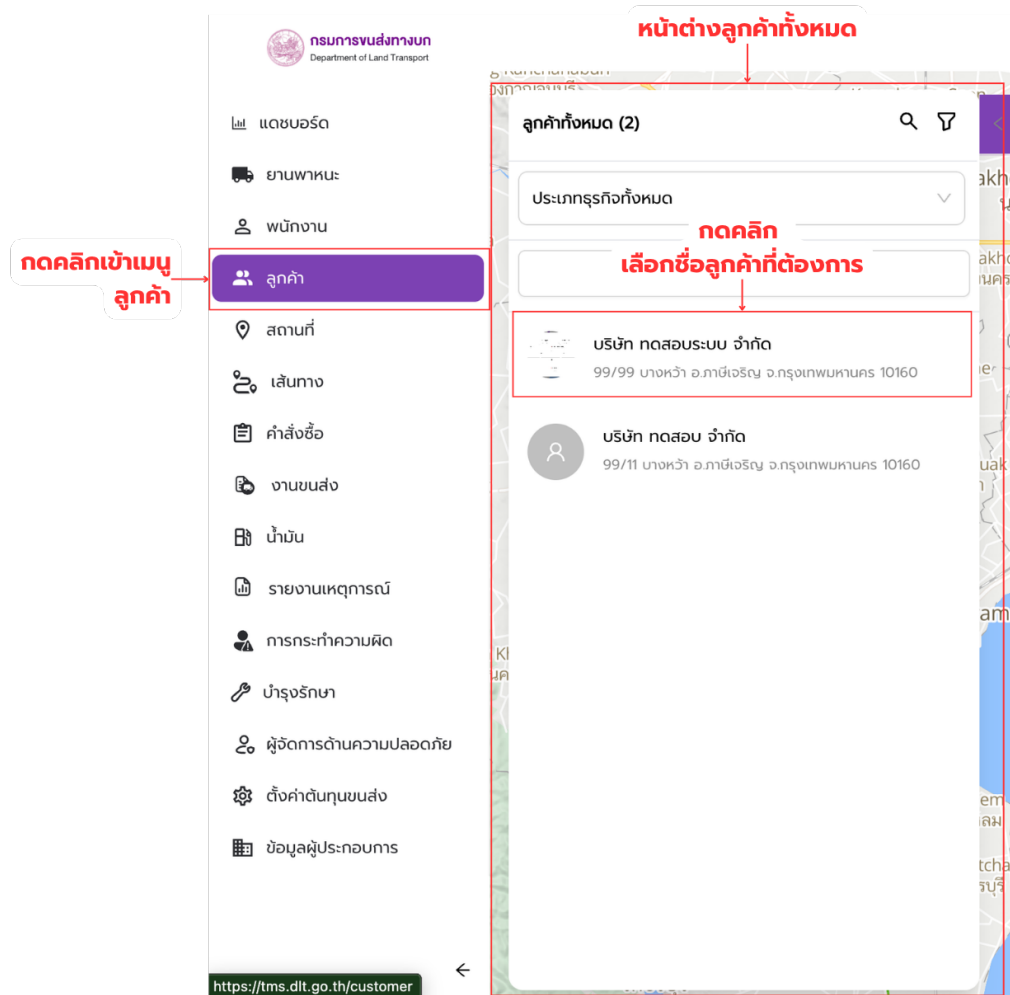 กรมการขนส่งทางบก
Department of Land Transport
แดชบอร์ด
ยานพาหนะ
พนักงาน
กดคลิกเข้าเมนู
ลูกค้า
ลูกค้า
สถานที่
เส้นทาง
คำสั่งซื้อ
งานขนส่ง
น้ำมัน
รายงานเหตุการณ์
การกระทำความผิด
บำรุงรักษา
ผู้จัดการด้านความปลอดภัย
ตั้งค่าต้นทุนขนส่ง
ข้อมูลผู้ประกอบการ
https://tms.dlt.go.th/customer
หน้าต่างลูกค้าทั้งหมด
ลูกค้าทั้งหมด (2)
ประเภทธุรกิจทั้งหมด
กดคลิก
เลือกชื่อลูกค้าที่ต้องการ
บริษัท ทดสอบระบบ จำกัด
99/99 บางหว้า อ.ภาษีเจริญ จ.กรุงเทพมหานคร 10160
บริษัท ทดสอบ จำกัด
99/11 บางหว้า อ.ภาษีเจริญ จ.กรุงเทพมหานคร 10160